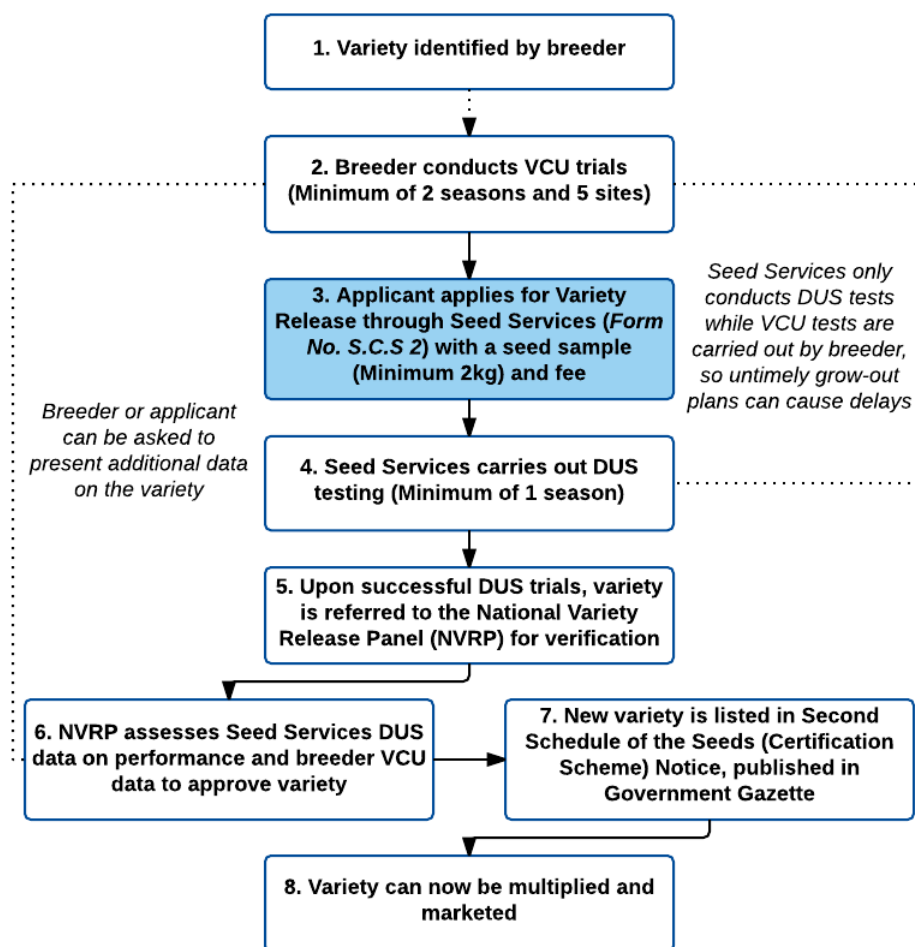 1. Variety identified by breeder
2. Breeder conducts VCU trials
(Minimum of 2 seasons and 5 sites)
3. Applicant applies for Variety
Release through Seed Services (Form
No. S.C.S 2) with a seed sample
(Minimum 2kg) and fee
Seed Services only
conducts DUS tests
while VCU tests are
carried out by breeder,
so untimely grow-out
plans can cause delays
Breeder or applicant
can be asked to
present additional data
on the variety
4. Seed Services carries out DUS
testing (Minimum of 1 season)
5. Upon successful DUS trials, variety
is referred to the National Variety
Release Panel (NVRP) for verification
6. NVRP assesses Seed Services DUS
data on performance and breeder VCU
data to approve variety
7. New variety is listed in Second
Schedule of the Seeds (Certification
Scheme) Notice, published in
Government Gazette
8. Variety can now be multiplied and
marketed